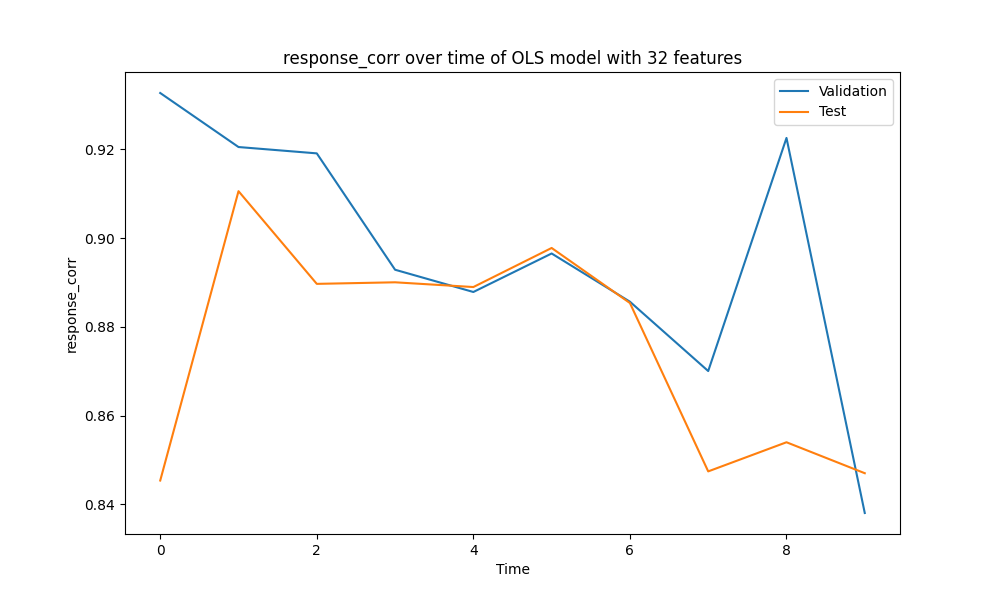 response_corr over time of OLS model with 32 features
Validation
Test
0.92
0.90
0.88
0.86
0.84
response_corr
0 2 4 6 8
Time